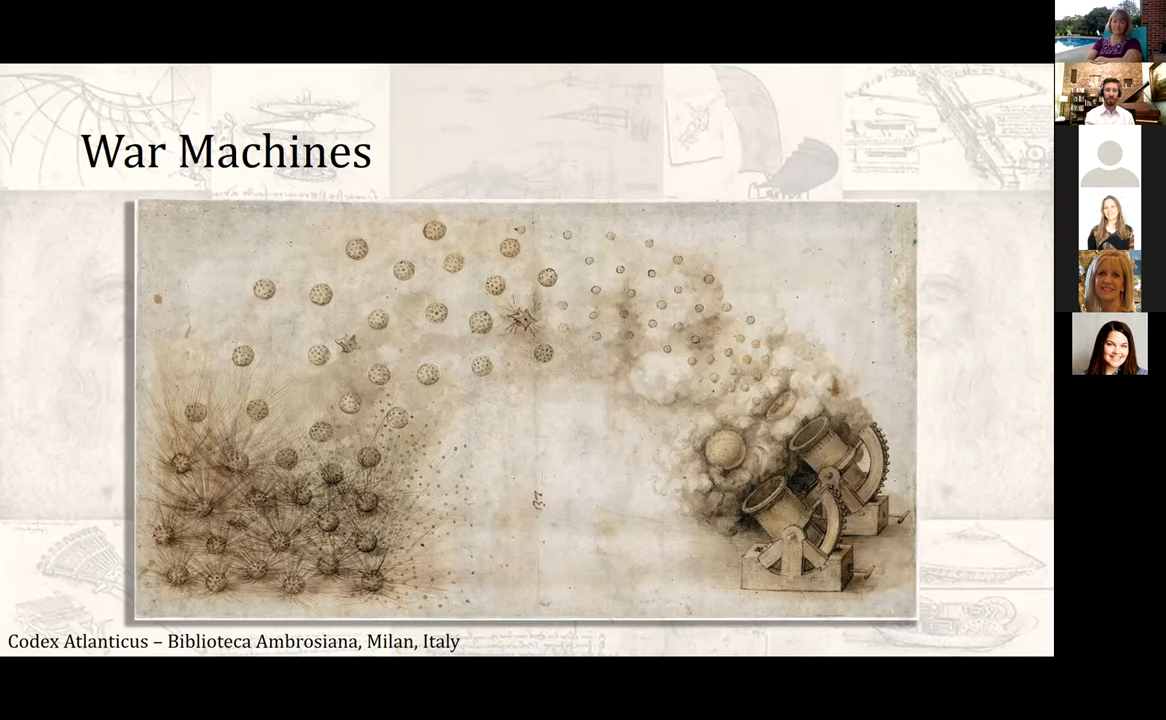 War Machines
Codex Atlanticus – Biblioteca Ambrosiana, Milan, Italy